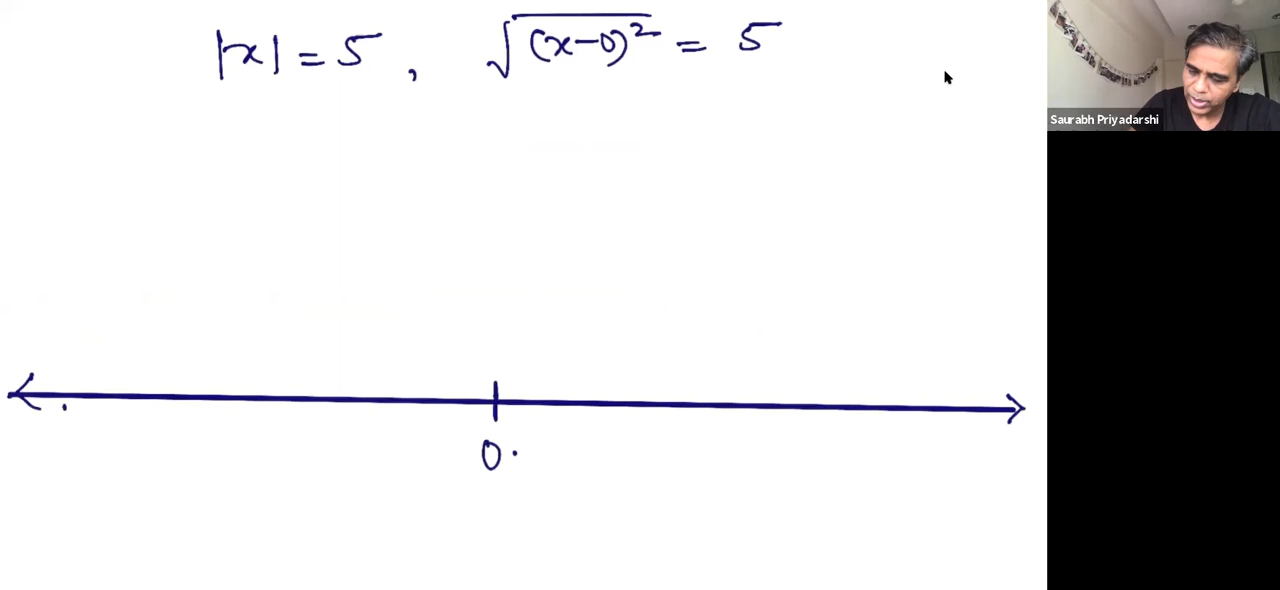 |x| = 5 , √(x-0)² = 5
Saurabh Priyadarshi
0.